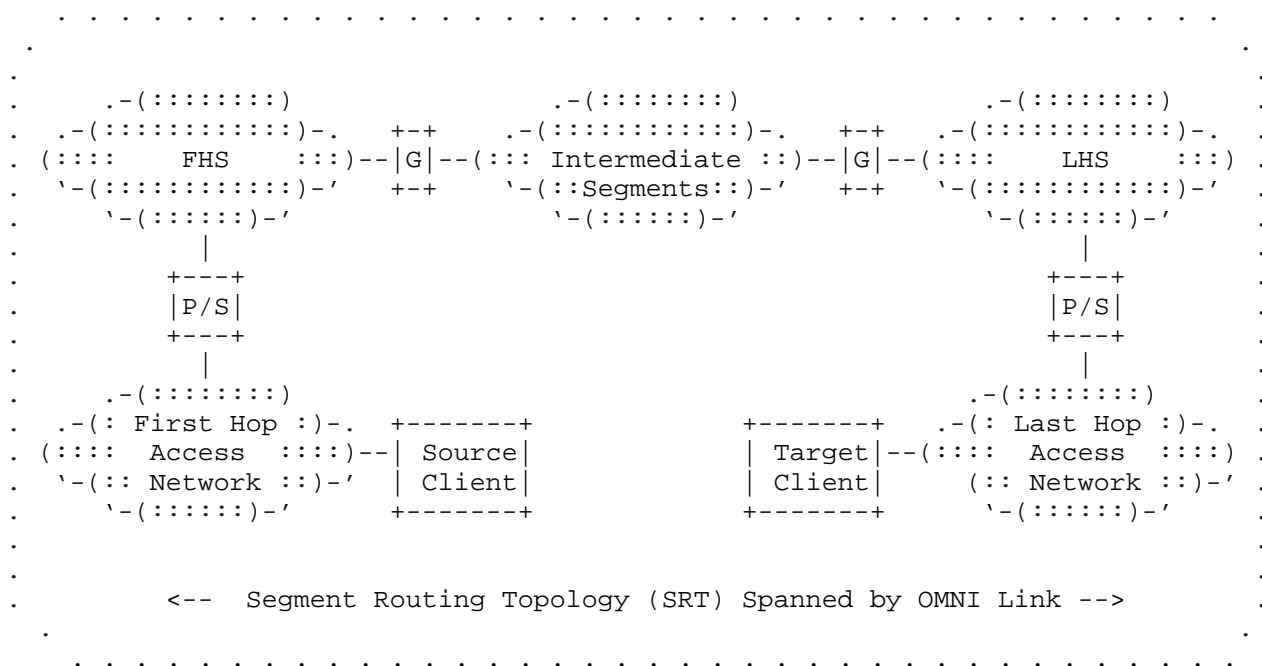 . . . . . . . . . . . . . . . . . . . . . . . . . . . . . . . . . . . . .
.                                                                            .
.                                                                              .
.      .-(::::::::)                .-(::::::::)                .-(::::::::)     .
.   .-(::::::::::::)-.   +-+    .-(::::::::::::)-.   +-+    .-(::::::::::::)-.  .
. (::::    FHS    :::)--|G|--(::: Intermediate ::)--|G|--(::::    LHS    :::) .
.   `-(::::::::::::)-'   +-+    `-(::Segments::)-'   +-+    `-(::::::::::::)-'  .
.      `-(::::::)-'                `-(::::::)-'                `-(::::::)-'     .
.            |                                                       |          .
.          +---+                                                   +---+        .
.          |P/S|                                                   |P/S|        .
.          +---+                                                   +---+        .
.            |                                                       |          .
.        .-(::::::::)                                          .-(::::::::)     .
.   .-(: First Hop :)-.  +-------+             +-------+   .-(: Last Hop :)-.   .
. (::::  Access  ::::)--| Source|             | Target|--(::::  Access  ::::) .
.   `-(:: Network ::)-'  | Client|             | Client|     (:: Network ::)-'  .
.      `-(::::::)-'      +-------+             +-------+      `-(::::::)-'      .
.                                                                              .
.                                                                              .
.          <--  Segment Routing Topology (SRT) Spanned by OMNI Link -->         .
.                                                                            .
. . . . . . . . . . . . . . . . . . . . . . . . . . . . . . . . . . . . .